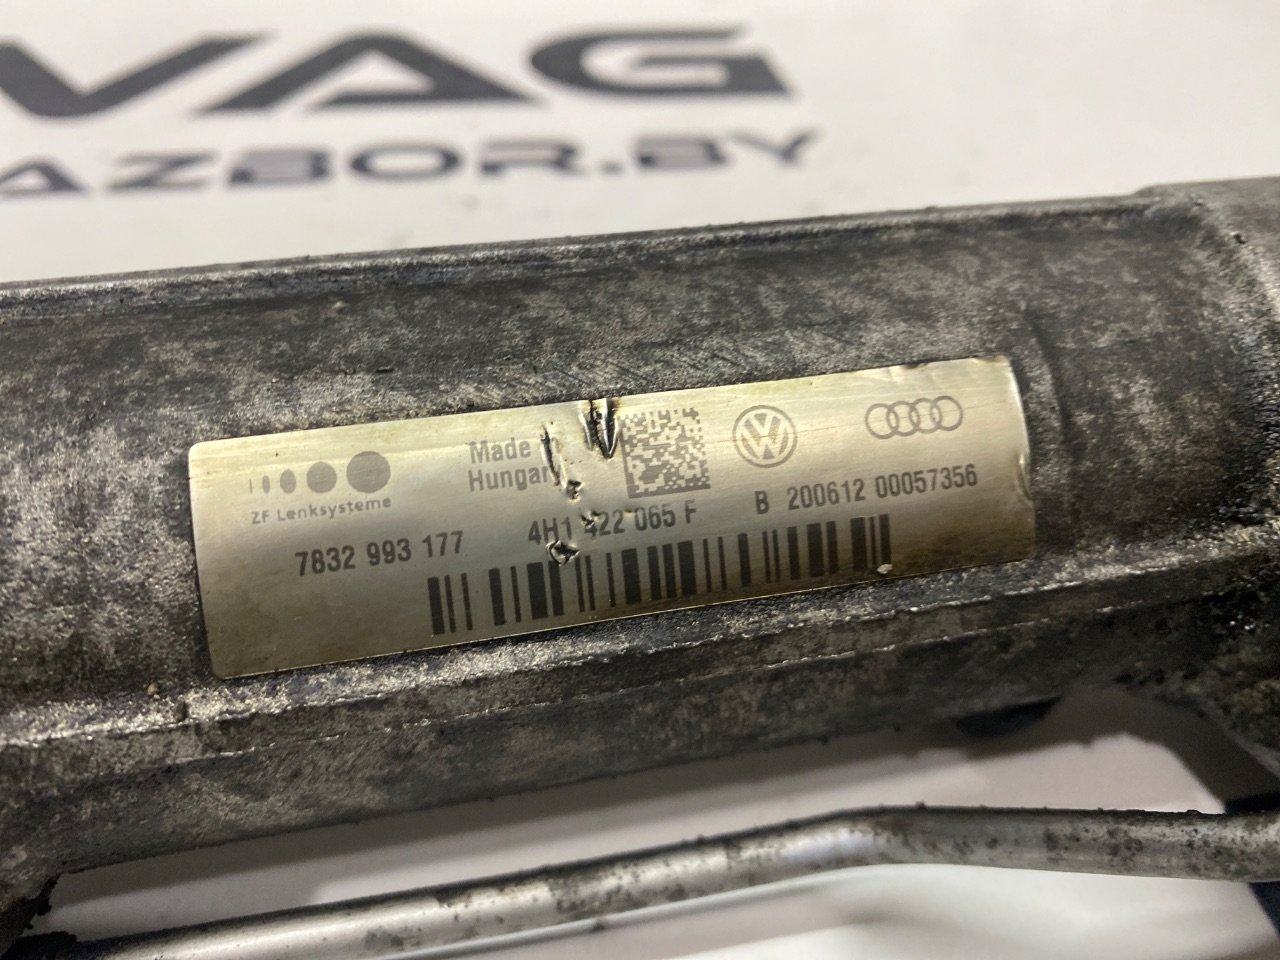 VAG
AZBOR.BY
Made
Hungar
ZF Lenksysteme
7832 993 177
4H1 422 065 F
B 200612 00057356